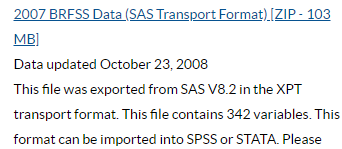 2007 BRFSS Data (SAS Transport Format) [ZIP - 103
MB]
Data updated October 23, 2008
This file was exported from SAS V8.2 in the XPT
transport format. This file contains 342 variables. This
format can be imported into SPSS or STATA. Please